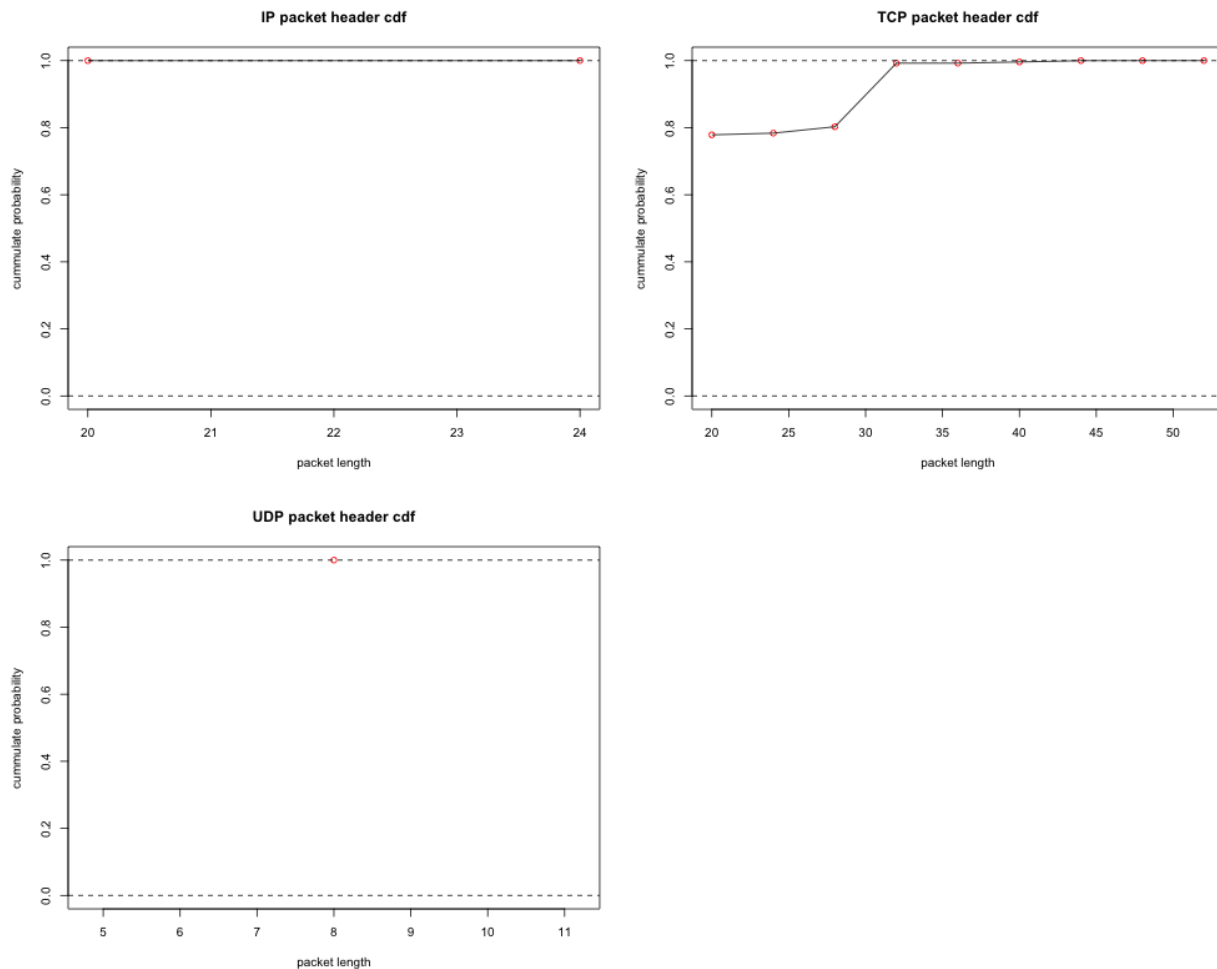 IP packet header cdf
cummulate probability
1.0
0.8
0.6
0.4
0.2
0.0
20 21 22 23 24
packet length
TCP packet header cdf
cummulate probability
1.0
0.8
0.6
0.4
0.2
0.0
20 25 30 35 40 45 50
packet length
UDP packet header cdf
cummulate probability
1.0
0.8
0.6
0.4
0.2
0.0
5 6 7 8 9 10 11
packet length